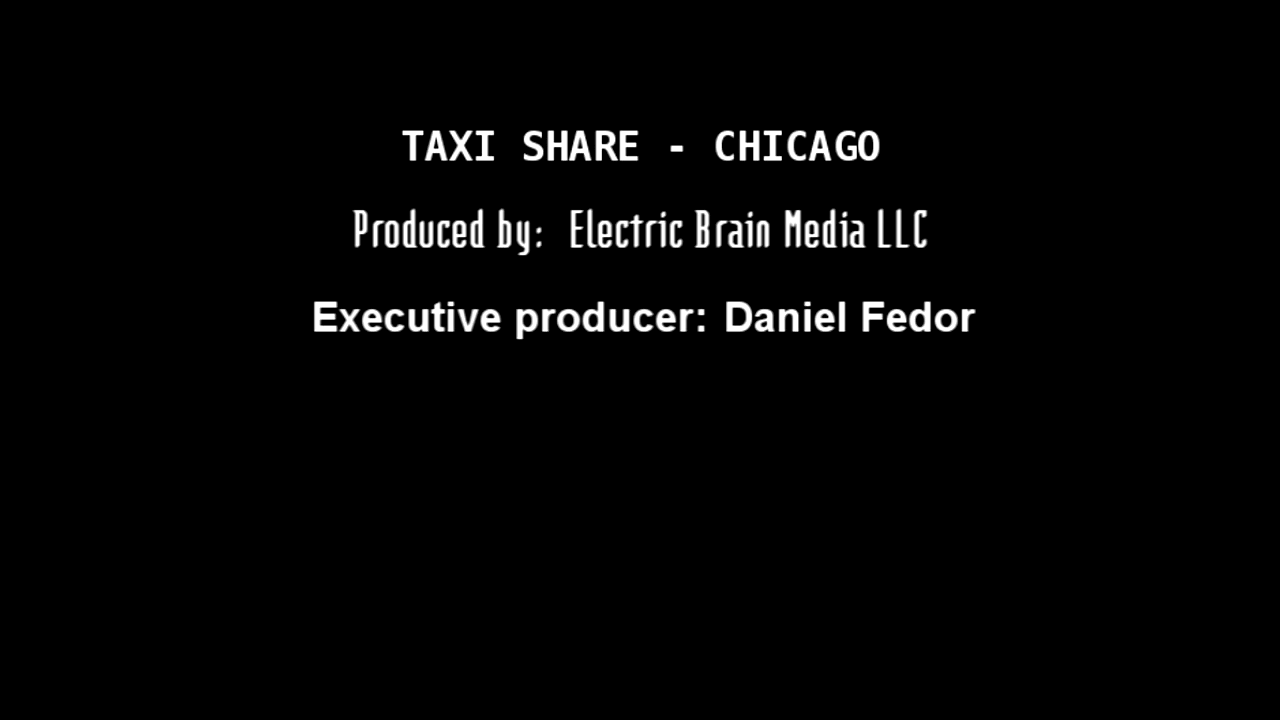 TAXI SHARE - CHICAGO
Produced by: Electric Brain Media LLC
Executive producer: Daniel Fedor